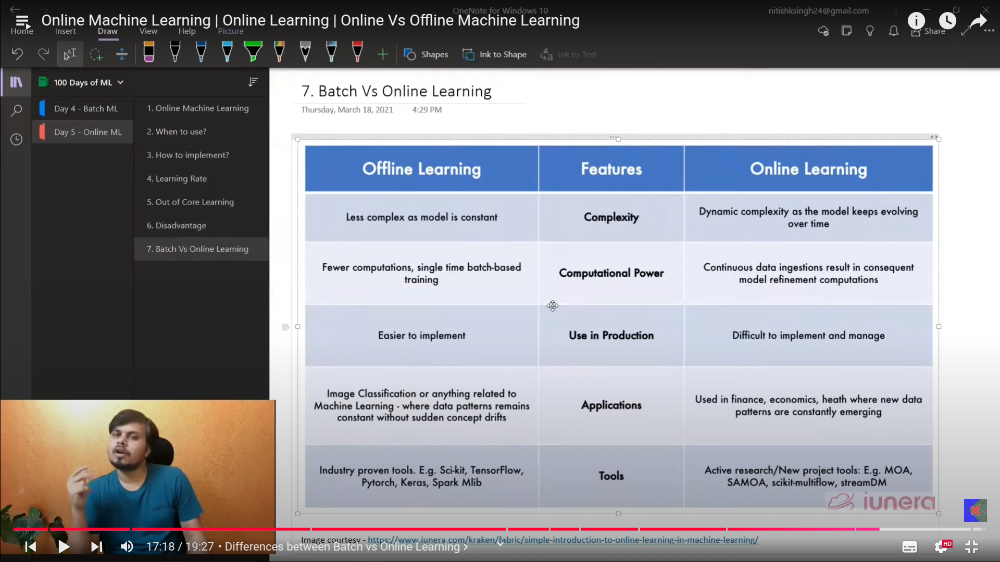 OneNote for Windows 10
nitishksingh24@gmail.com
Online Machine Learning | Online Learning | Online Vs Offline Machine Learning
Home Insert Draw View Help Picture
Share
Shapes Ink to Shape Ink to Text
100 Days of ML
Day 4 - Batch ML
Day 5 - Online ML
1. Online Machine Learning
2. When to use?
3. How to implement?
4. Learning Rate
5. Out of Core Learning
6. Disadvantage
7. Batch Vs Online Learning
7. Batch Vs Online Learning
Thursday, March 18, 2021 4:29 PM
Offline Learning Features Online Learning
Less complex as model is constant
Complexity
Dynamic complexity as the model keeps evolving
over time
Fewer computations, single time batch-based
training
Computational Power
Continuous data ingestions result in consequent
model refinement computations
Easier to implement
Use in Production
Difficult to implement and manage
Image Classification or anything related to
Machine Learning - where data patterns remains
constant without sudden concept drifts
Applications
Used in finance, economics, heath where new data
patterns are constantly emerging
Industry proven tools. E.g. Sci-kit, TensorFlow,
Pytorch, Keras, Spark Mlib
Tools
Active research/New project tools: E.g. MOA,
SAMOA, scikit-multiflow, streamDM
iunera
Image courtesy - https://www.iunera.com/kraken/fabric/simple-introduction-to-online-learning-in-machine-learning/
17:18 / 19:27 • Differences between Batch vs Online Learning
HD